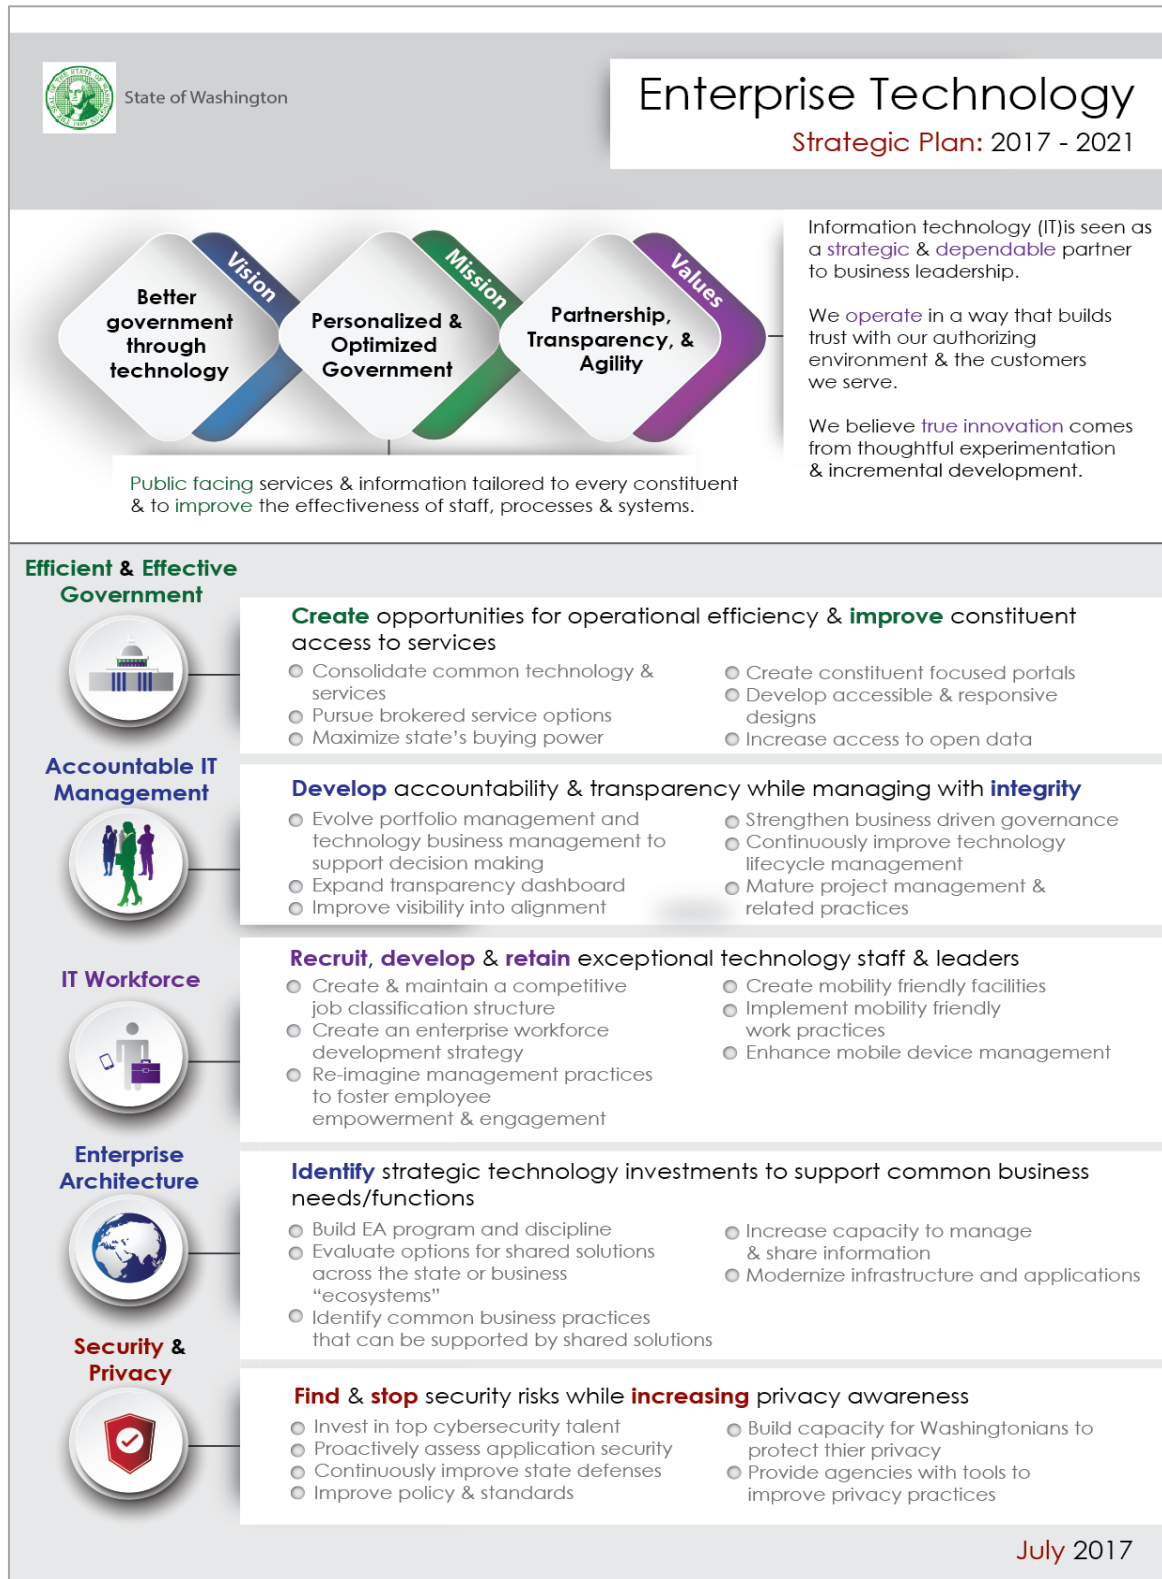 State of Washington
Enterprise Technology
Strategic Plan: 2017 - 2021
Vision
Better
government
through
technology
Mission
Personalized &
Optimized
Government
Values
Partnership,
Transparency, &
Agility
Information technology (IT)is seen as
a strategic & dependable partner
to business leadership.
We operate in a way that builds
trust with our authorizing
environment & the customers
we serve.
We believe true innovation comes
from thoughtful experimentation
& incremental development.
Public facing services & information tailored to every constituent
& to improve the effectiveness of staff, processes & systems.
Efficient & Effective
Government
Create opportunities for operational efficiency & improve constituent
access to services
Consolidate common technology &
services
Pursue brokered service options
Maximize state's buying power
Create constituent focused portals
Develop accessible & responsive
designs
Increase access to open data
Accountable IT
Management
Develop accountability & transparency while managing with integrity
Evolve portfolio management and
technology business management to
support decision making
Expand transparency dashboard
Improve visibility into alignment
Strengthen business driven governance
Continuously improve technology
lifecycle management
Mature project management &
related practices
IT Workforce
Recruit, develop & retain exceptional technology staff & leaders
Create & maintain a competitive
job classification structure
Create an enterprise workforce
development strategy
Re-imagine management practices
to foster employee
empowerment & engagement
Create mobility friendly facilities
Implement mobility friendly
work practices
Enhance mobile device management
Enterprise
Architecture
Identify strategic technology investments to support common business
needs/functions
Build EA program and discipline
Evaluate options for shared solutions
across the state or business
“ecosystems”
Identify common business practices
that can be supported by shared solutions
Increase capacity to manage
& share information
Modernize infrastructure and applications
Security &
Privacy
Find & stop security risks while increasing privacy awareness
Invest in top cybersecurity talent
Proactively assess application security
Continuously improve state defenses
Improve policy & standards
Build capacity for Washingtonians to
protect thier privacy
Provide agencies with tools to
improve privacy practices
July 2017